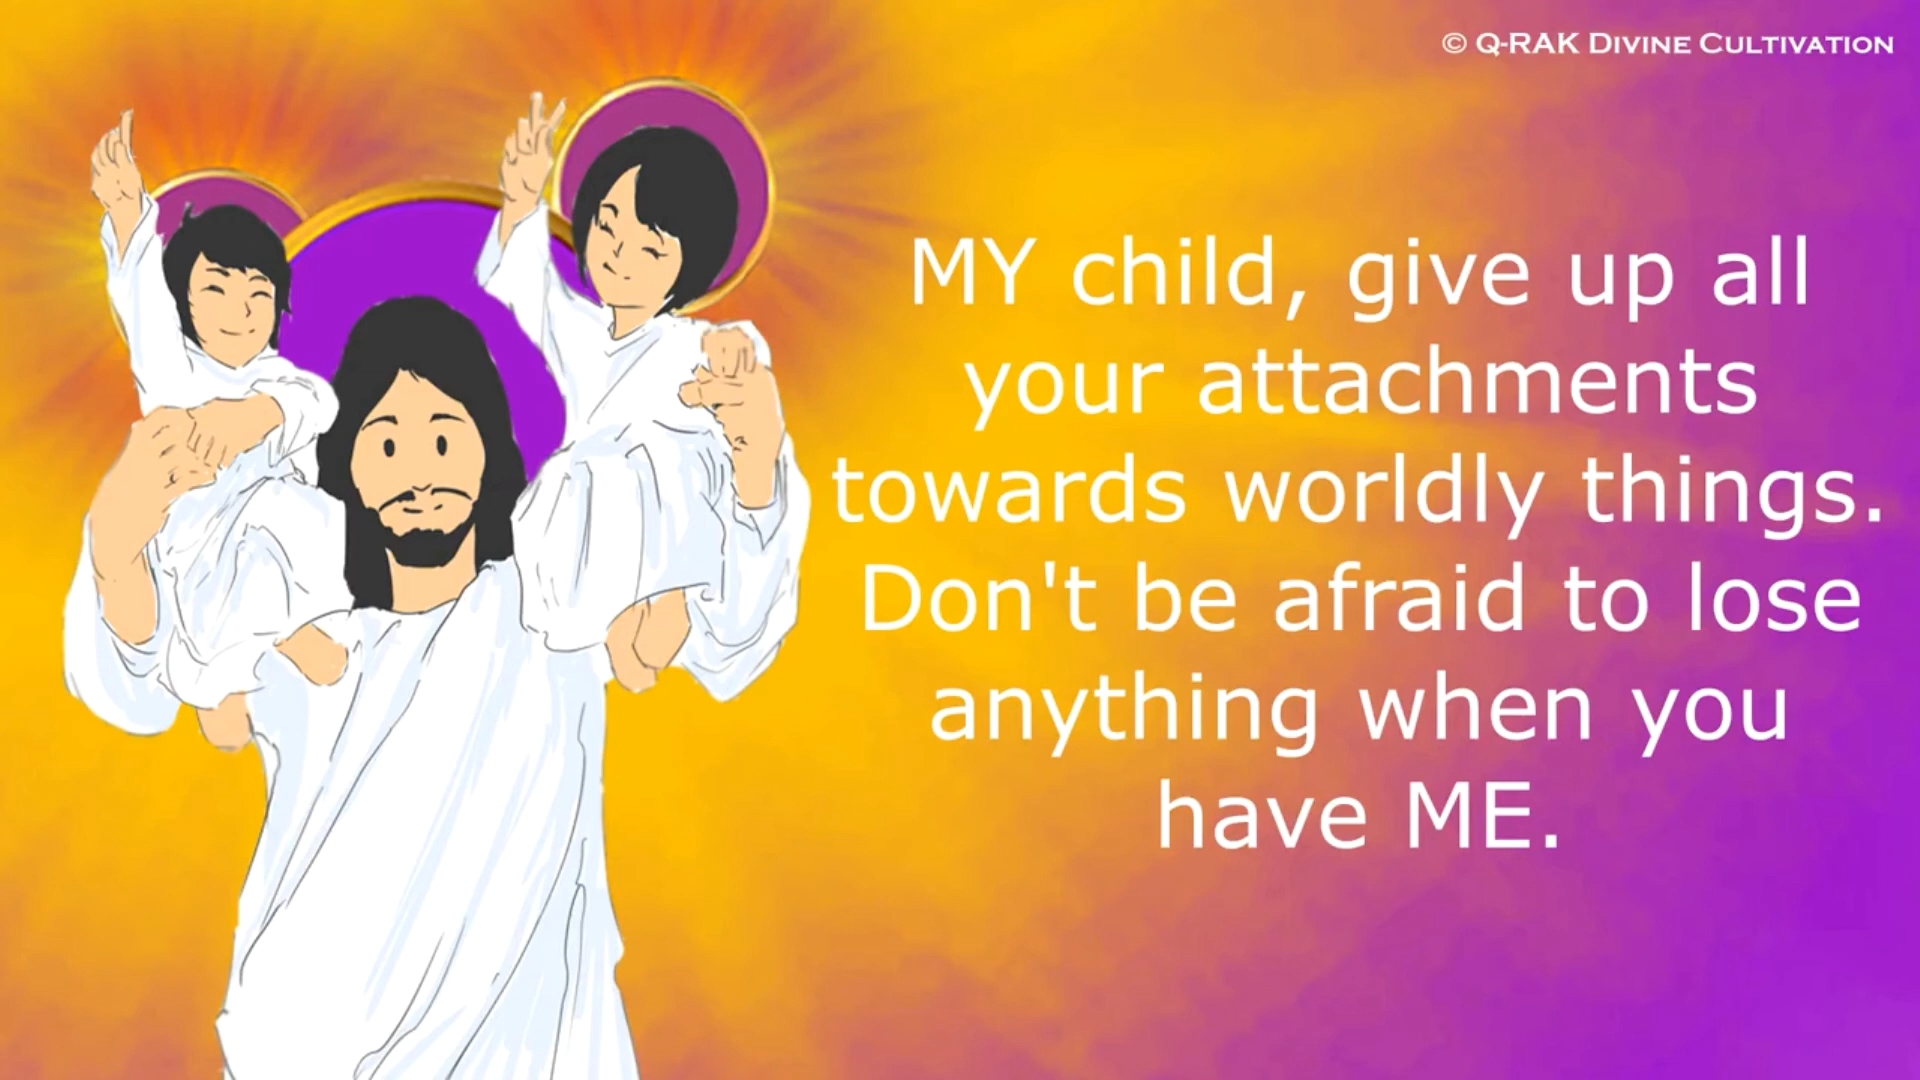 © Q-RAK DIVINE CULTIVATION
MY child, give up all
your attachments
towards worldly things.
Don't be afraid to lose
anything when you
have ME.